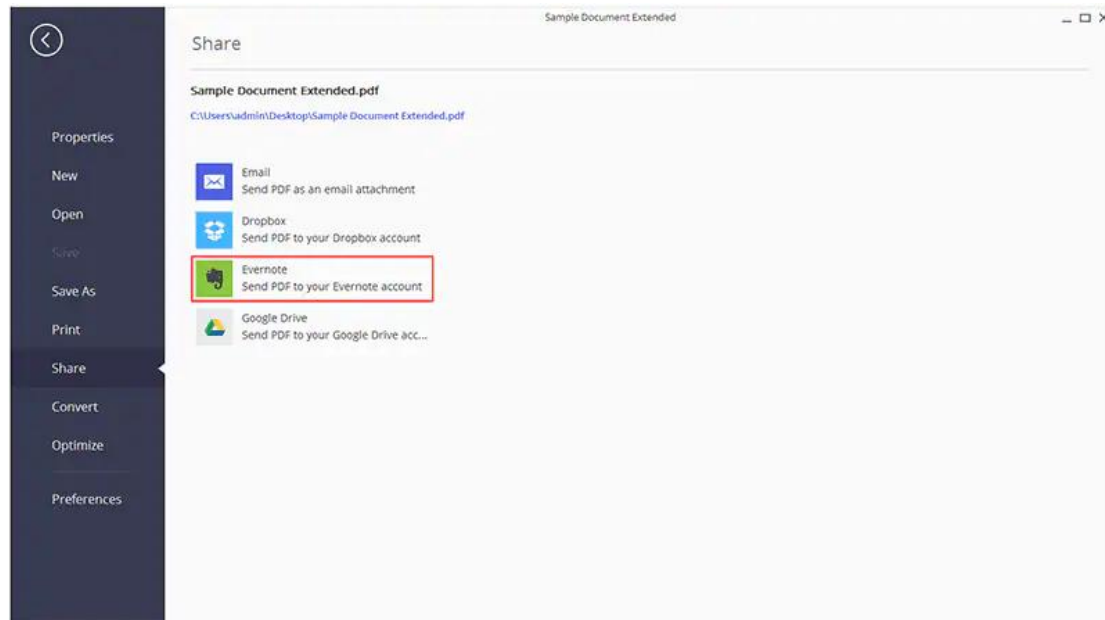 Sample Document Extended
Share
Sample Document Extended.pdf
C:\Users\admin\Desktop\Sample Document Extended.pdf
Properties
New
Open
Save
Save As
Print
Share
Convert
Optimize
Preferences
Email
Send PDF as an email attachment
Dropbox
Send PDF to your Dropbox account
Evernote
Send PDF to your Evernote account
Google Drive
Send PDF to your Google Drive acc...